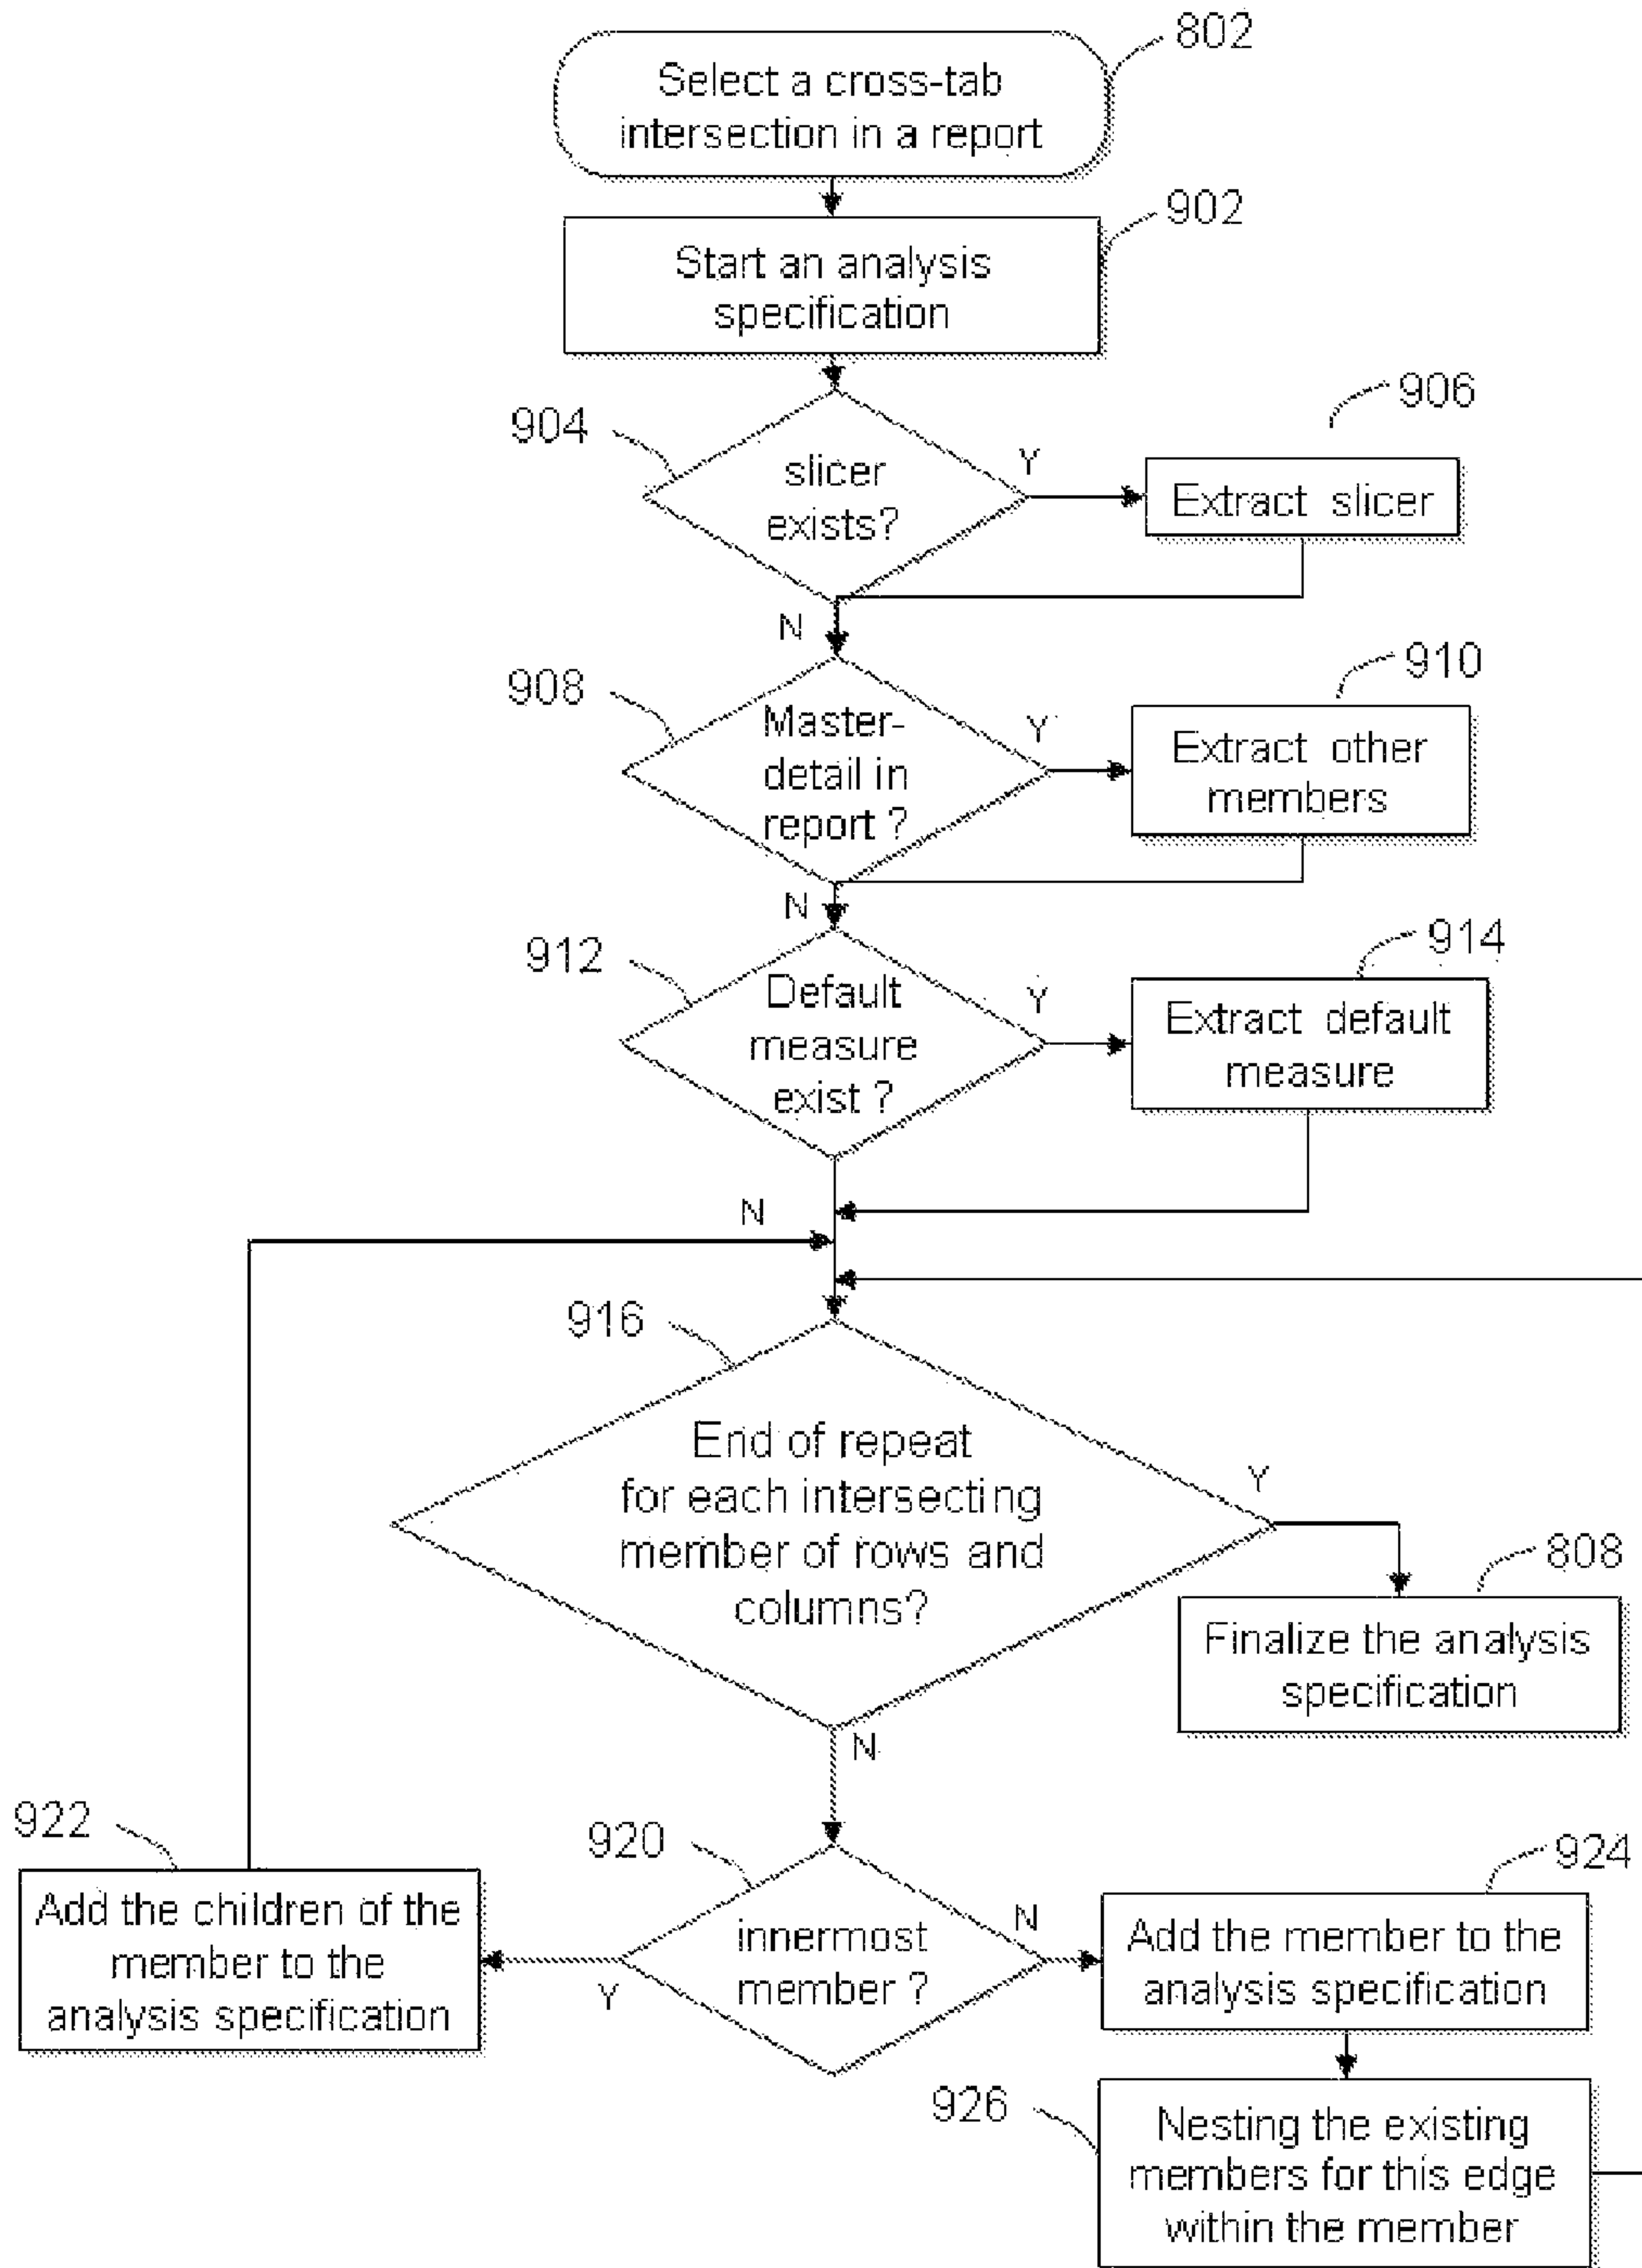 802
Select a cross-tab
intersection in a report
902
Start an analysis
specification
904
slicer
exists?
Y
906
Extract slicer
N
908
Master-
detail in
report ?
Y
910
Extract other
members
N
912
Default
measure
exist ?
Y
914
Extract default
measure
N
916
End of repeat
for each intersecting
member of rows and
columns?
Y
808
Finalize the analysis
specification
N
922
Add the children of the
member to the
analysis specification
920
innermost
member ?
Y
N
924
Add the member to the
analysis specification
926
Nesting the existing
members for this edge
within the member